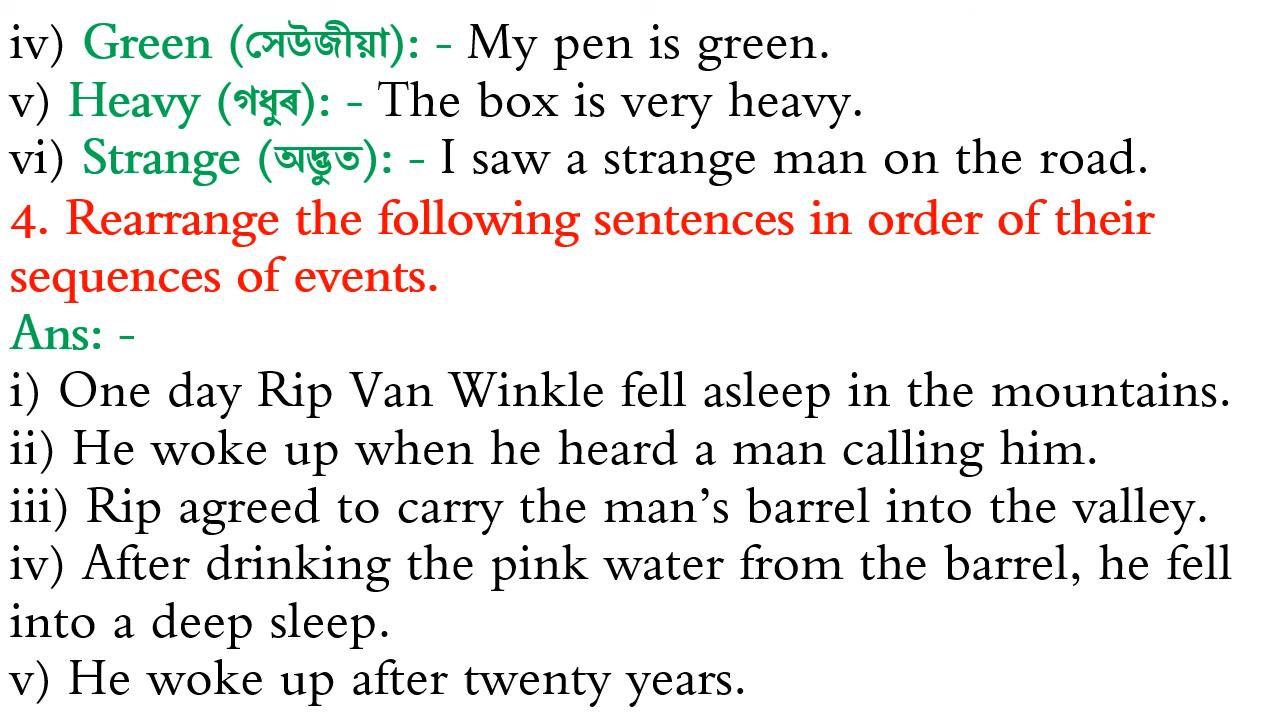 iv) Green (সেউজীয়া): - My pen is green.
v) Heavy (গধুৰ): - The box is very heavy.
vi) Strange (অদ্ভুত): - I saw a strange man on the road.
4. Rearrange the following sentences in order of their
sequences of events.
Ans: -
i) One day Rip Van Winkle fell asleep in the mountains.
ii) He woke up when he heard a man calling him.
iii) Rip agreed to carry the man’s barrel into the valley.
iv) After drinking the pink water from the barrel, he fell
into a deep sleep.
v) He woke up after twenty years.